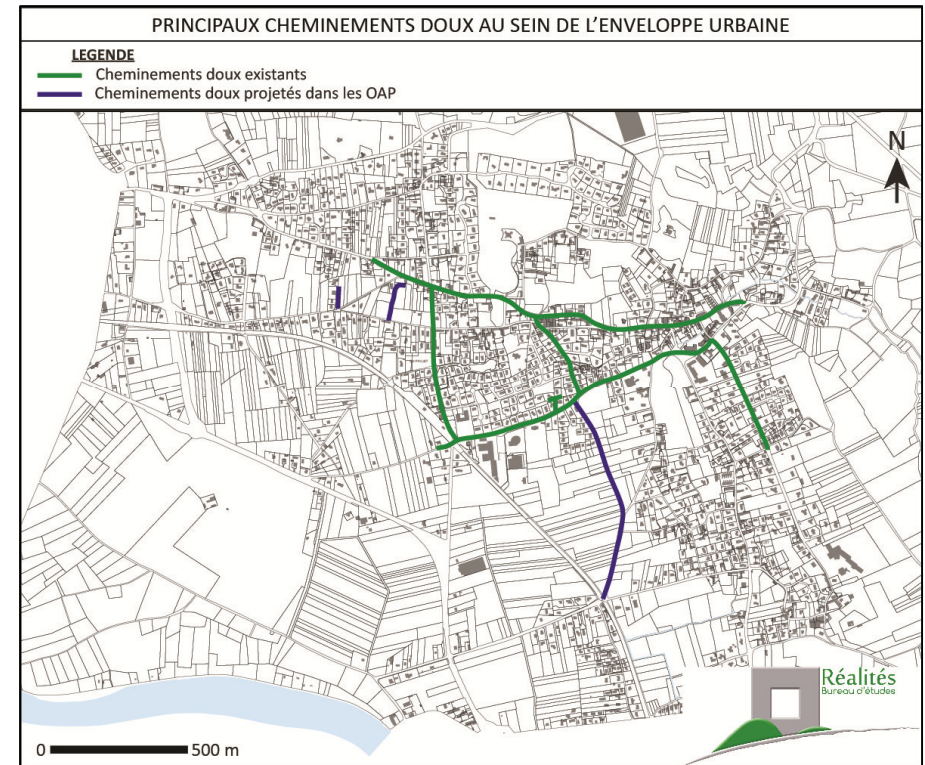 PRINCIPAUX CHEMINEMENTS DOUX AU SEIN DE L'ENVELOPPE URBAINE
LEGENDE
Cheminements doux existants
Cheminements doux projetés dans les OAP
N
Réalités
Bureau d'études
0 500 m